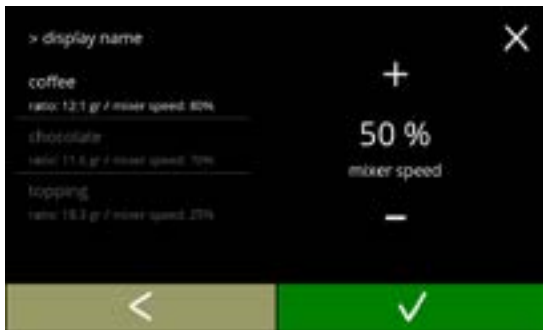 > display name
coffee
ratio: 12:1 gr / mixer speed: 80%
chocolate
ratio: 11.6 gr / mixer speed: 70%
topping
ratio: 18.3 gr / mixer speed: 25%
+
50 %
mixer speed
−